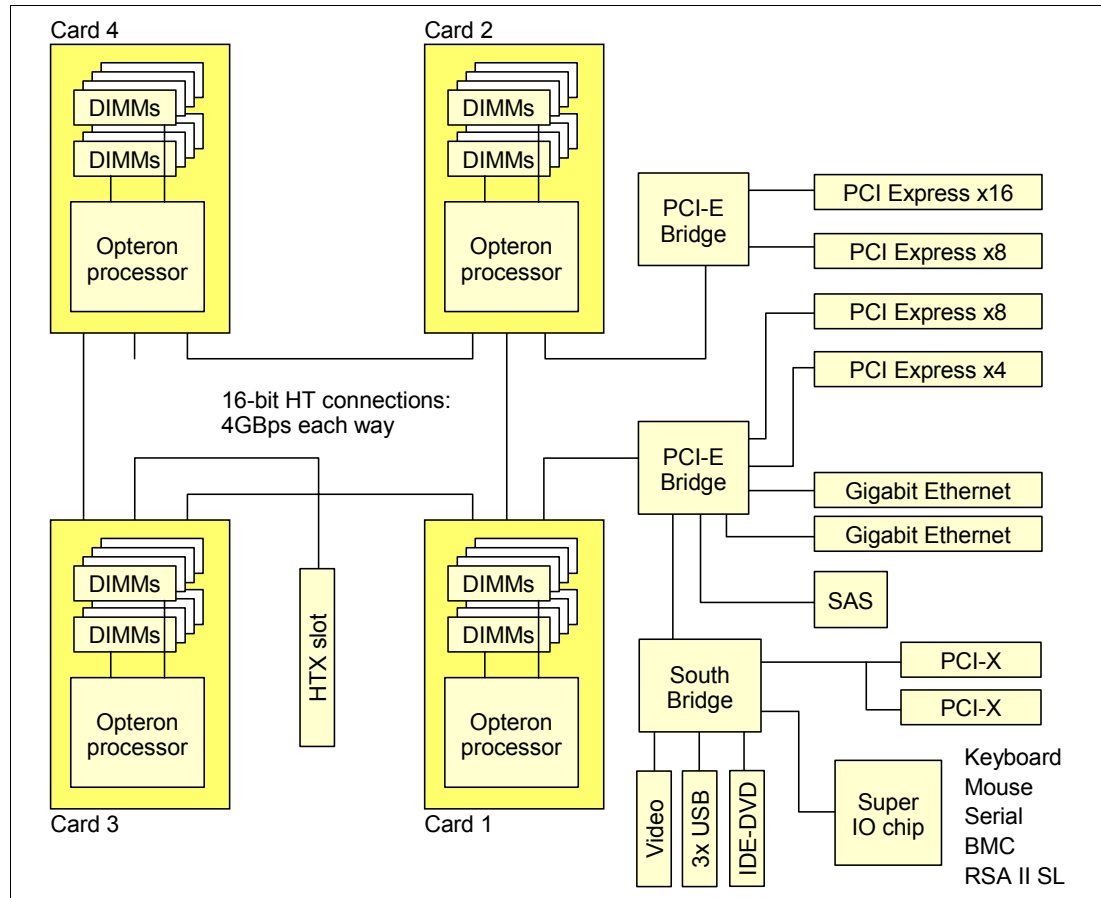 Card 4
DIMMs
DIMMs
Opteron
processor
Card 2
DIMMs
DIMMs
Opteron
processor
PCI-E
Bridge
PCI Express x16
PCI Express x8
PCI Express x8
PCI Express x4
16-bit HT connections:
4GBps each way
PCI-E
Bridge
Gigabit Ethernet
Gigabit Ethernet
SAS
DIMMs
DIMMs
Opteron
processor
Card 3
HTX slot
DIMMs
DIMMs
Opteron
processor
Card 1
South
Bridge
PCI-X
PCI-X
Video
3x USB
IDE-DVD
Super
IO chip
Keyboard
Mouse
Serial
BMC
RSA II SL